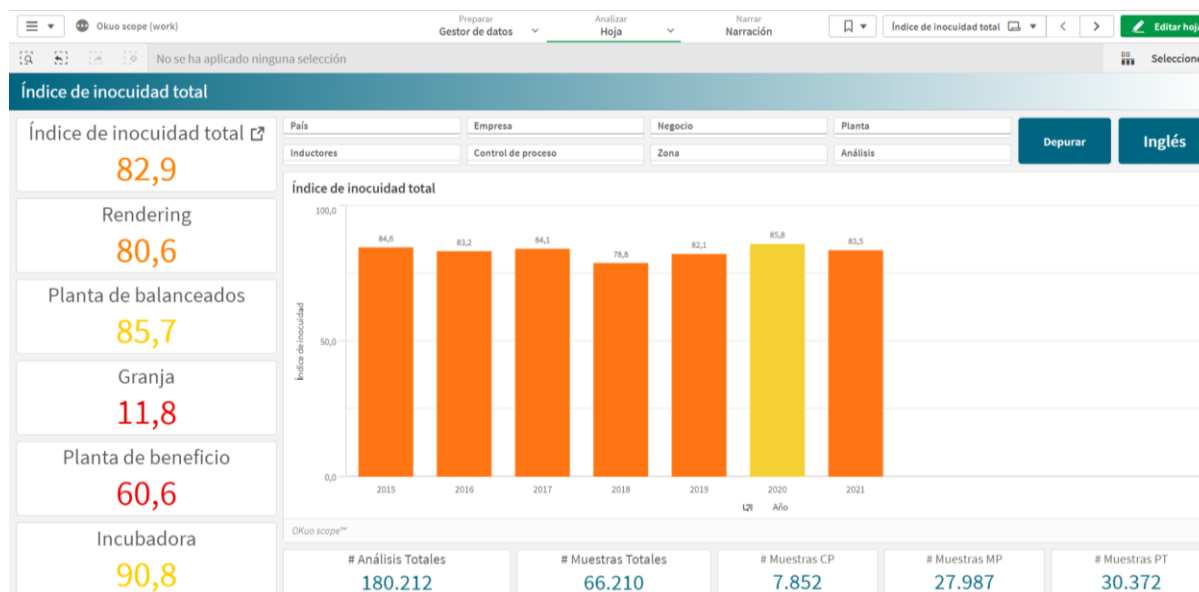 Okuo scope (work)
Preparar
Gestor de datos
Analizar
Hoja
Narrar
Narración
Índice de inocuidad total
Editar hoja
No se ha aplicado ninguna selección
Seleccione
Índice de inocuidad total
Índice de inocuidad total
82,9
Rendering
80,6
Planta de balanceados
85,7
Granja
11,8
Planta de beneficio
60,6
Incubadora
90,8
País
Empresa
Negocio
Planta
Inductores
Control de proceso
Zona
Análisis
Depurar
Inglés
Índice de inocuidad total
100,0
50,0
0,0
Índice de inocuidad
84,6
83,2
84,1
78,8
82,1
85,8
83,5
2015
2016
2017
2018
2019
2020
2021
Año
OKuo scope™
# Análisis Totales
180.212
# Muestras Totales
66.210
# Muestras CP
7.852
# Muestras MP
27.987
# Muestras PT
30.372